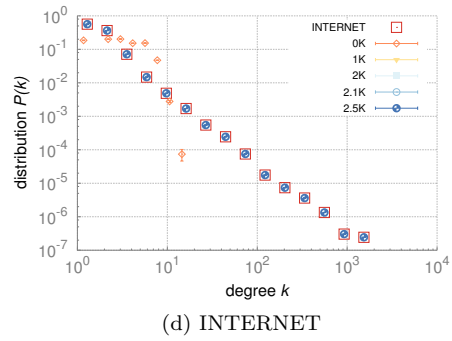 distribution P(k)
10^0
10^-1
10^-2
10^-3
10^-4
10^-5
10^-6
10^-7
INTERNET
0K
1K
2K
2.1K
2.5K
10^0 10^1 10^2 10^3 10^4
degree k
(d) INTERNET